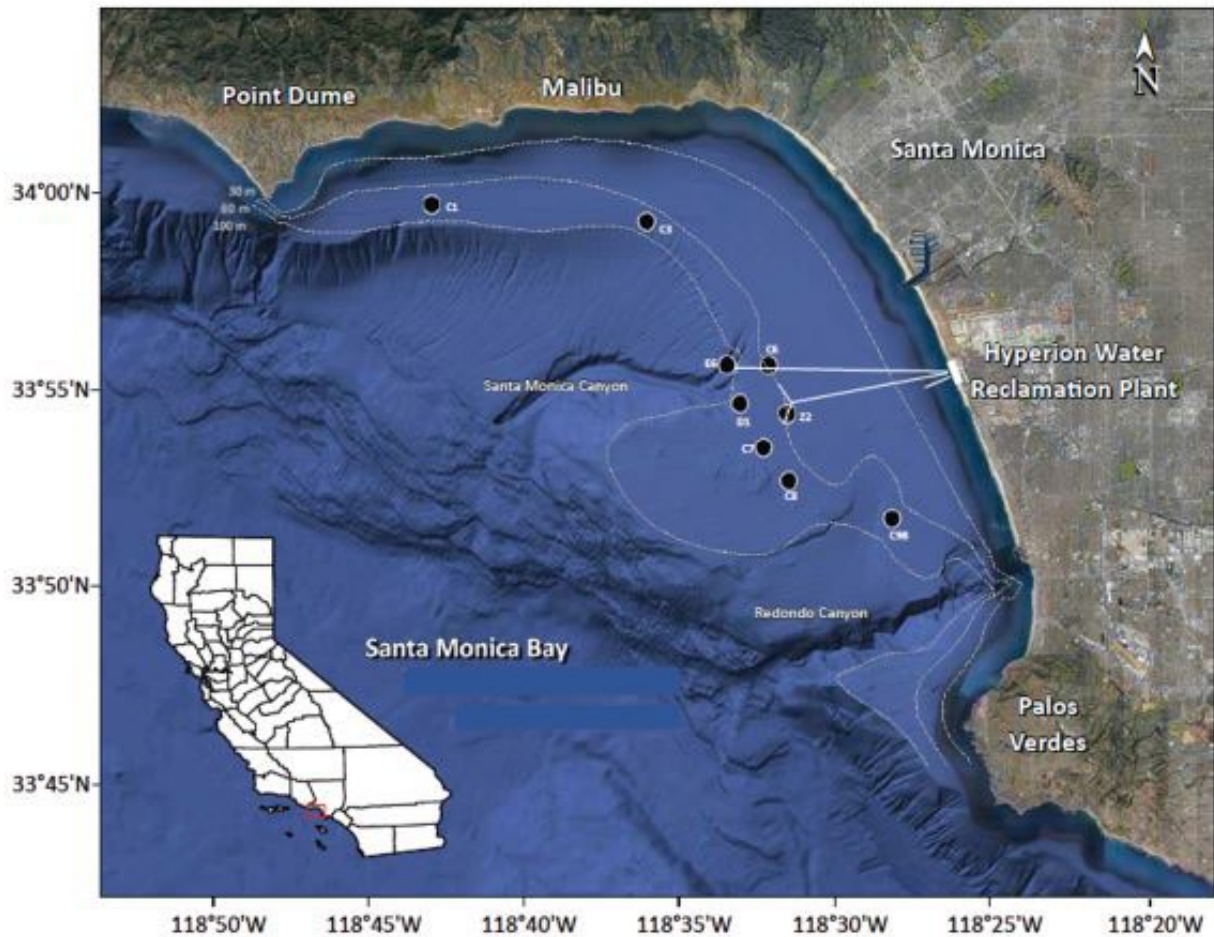 Point Dume
Malibu
N
Santa Monica
34°00'N
30 m
60 m
100 m
C1
C3
Hyperion Water
Reclamation Plant
E6
C6
33°55'N
Santa Monica Canyon
Z2
C7
C8
C9B
33°50'N
Redondo Canyon
Santa Monica Bay
Palos
Verdes
33°45'N
118°50'W
118°45'W
118°40'W
118°35'W
118°30'W
118°25'W
118°20'W